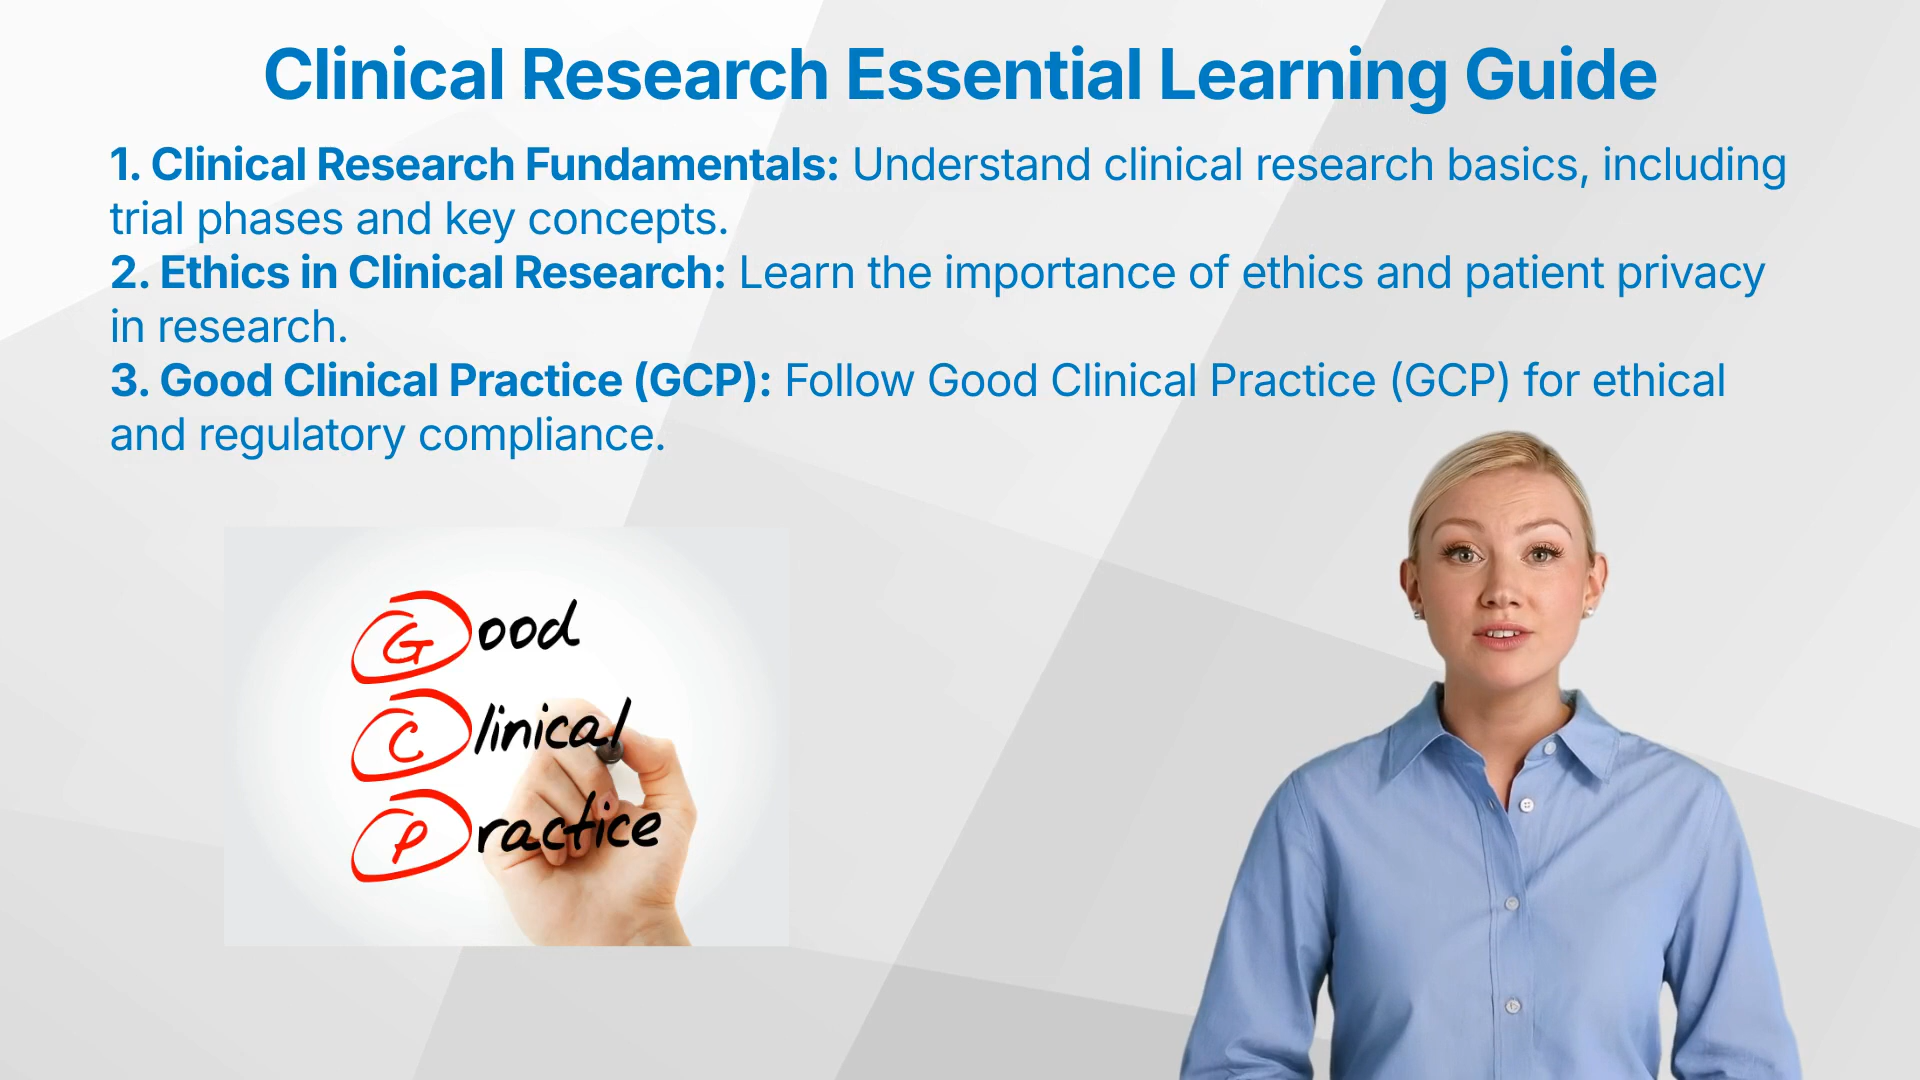 Clinical Research Essential Learning Guide
1. Clinical Research Fundamentals: Understand clinical research basics, including
trial phases and key concepts.
2. Ethics in Clinical Research: Learn the importance of ethics and patient privacy
in research.
3. Good Clinical Practice (GCP): Follow Good Clinical Practice (GCP) for ethical
and regulatory compliance.
Good
Clinical
Practice